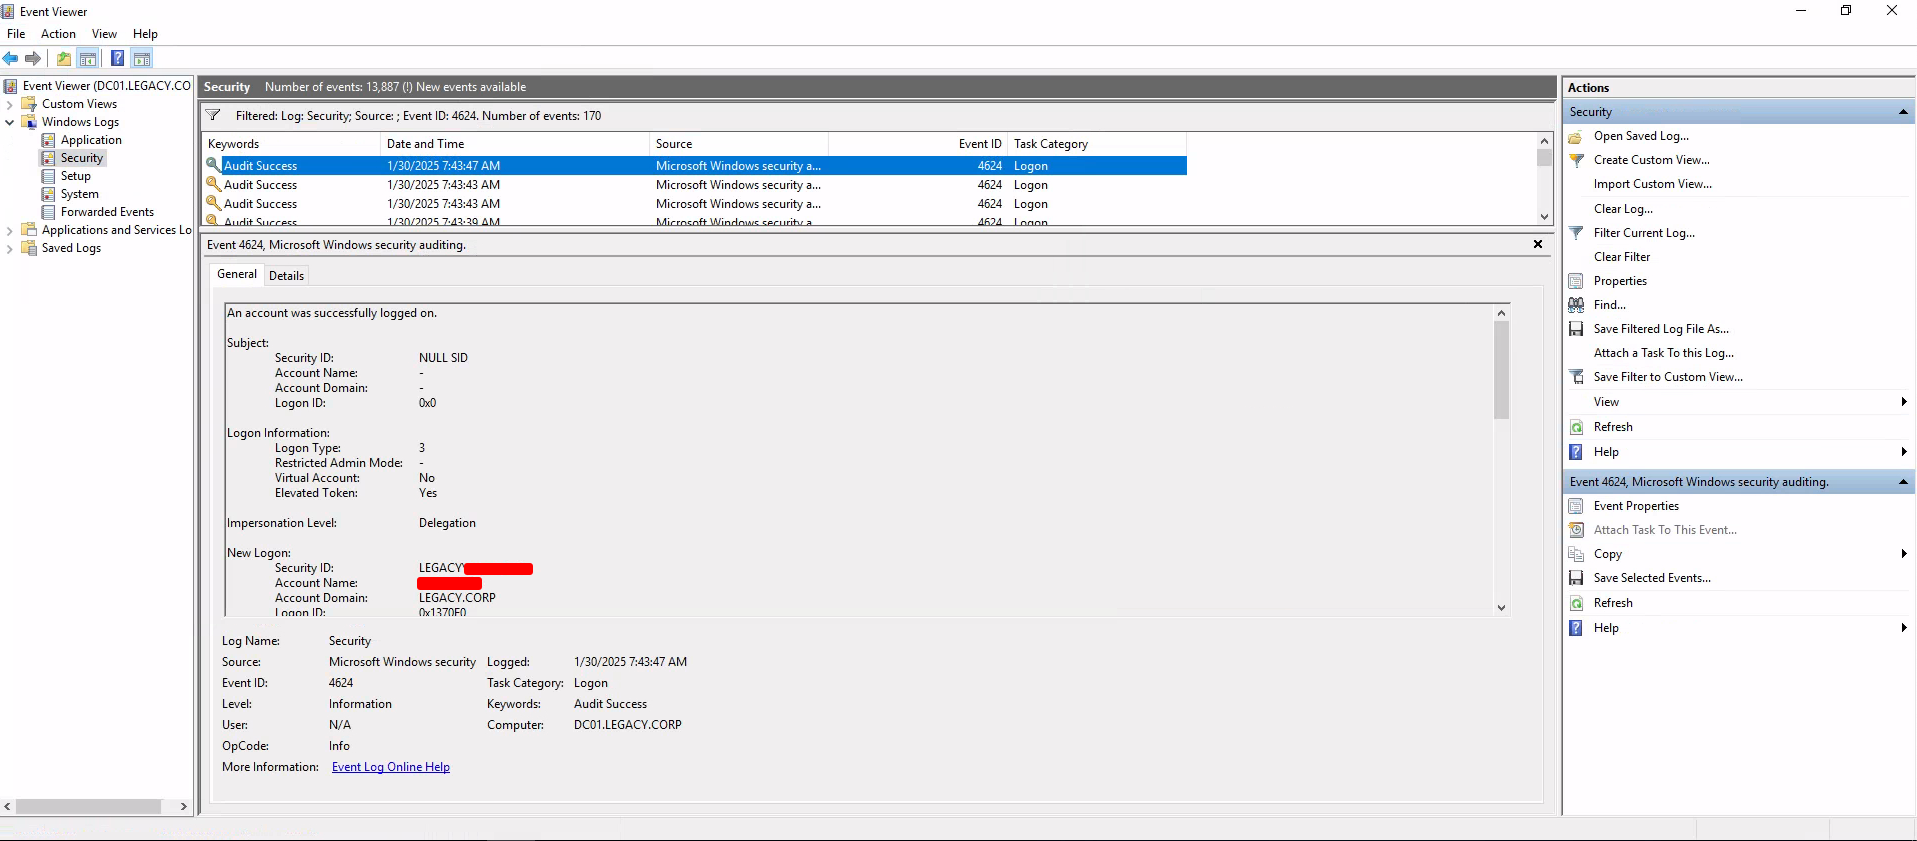 Event Viewer
File Action View Help
Event Viewer (DC01.LEGACY.CO
Custom Views
Windows Logs
Application
Security
Setup
System
Forwarded Events
Applications and Services Lo
Saved Logs
Security Number of events: 13,887 (!) New events available
Filtered: Log: Security; Source: ; Event ID: 4624. Number of events: 170
Keywords Date and Time Source Event ID Task Category
Audit Success 1/30/2025 7:43:47 AM Microsoft Windows security a... 4624 Logon
Audit Success 1/30/2025 7:43:43 AM Microsoft Windows security a... 4624 Logon
Audit Success 1/30/2025 7:43:43 AM Microsoft Windows security a... 4624 Logon
Audit Success 1/30/2025 7:43:39 AM Microsoft Windows security a... 4624 Logon
Event 4624, Microsoft Windows security auditing.
General Details
An account was successfully logged on.
Subject:
Security ID: NULL SID
Account Name: -
Account Domain: -
Logon ID: 0x0
Logon Information:
Logon Type: 3
Restricted Admin Mode: -
Virtual Account: No
Elevated Token: Yes
Impersonation Level: Delegation
New Logon:
Security ID: LEGACY\
Account Name:
Account Domain: LEGACY.CORP
Logon ID: 0x1370F0
Log Name: Security
Source: Microsoft Windows security Logged: 1/30/2025 7:43:47 AM
Event ID: 4624 Task Category: Logon
Level: Information Keywords: Audit Success
User: N/A Computer: DC01.LEGACY.CORP
OpCode: Info
More Information: Event Log Online Help
Actions
Security
Open Saved Log...
Create Custom View...
Import Custom View...
Clear Log...
Filter Current Log...
Clear Filter
Properties
Find...
Save Filtered Log File As...
Attach a Task To this Log...
Save Filter to Custom View...
View
Refresh
Help
Event 4624, Microsoft Windows security auditing.
Event Properties
Attach Task To This Event...
Copy
Save Selected Events...
Refresh
Help